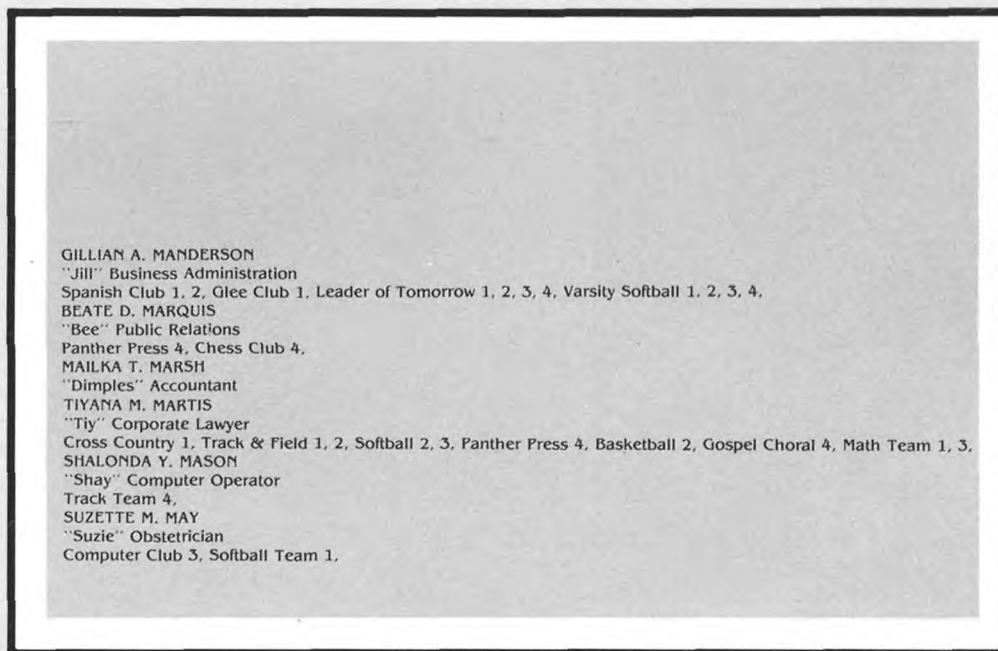 GILLIAN A. MANDERSON
"Jill" Business Administration
Spanish Club 1, 2, Glee Club 1, Leader of Tomorrow 1, 2, 3, 4, Varsity Softball 1, 2, 3, 4,
BEATE D. MARQUIS
"Bee" Public Relations
Panther Press 4, Chess Club 4,
MAILKA T. MARSH
"Dimples" Accountant
TIYANA M. MARTIS
"Tiy" Corporate Lawyer
Cross Country 1, Track & Field 1, 2, Softball 2, 3, Panther Press 4, Basketball 2, Gospel Choral 4, Math Team 1, 3,
SHALONDA Y. MASON
"Shay" Computer Operator
Track Team 4,
SUZETTE M. MAY
"Suzie" Obstetrician
Computer Club 3, Softball Team 1,